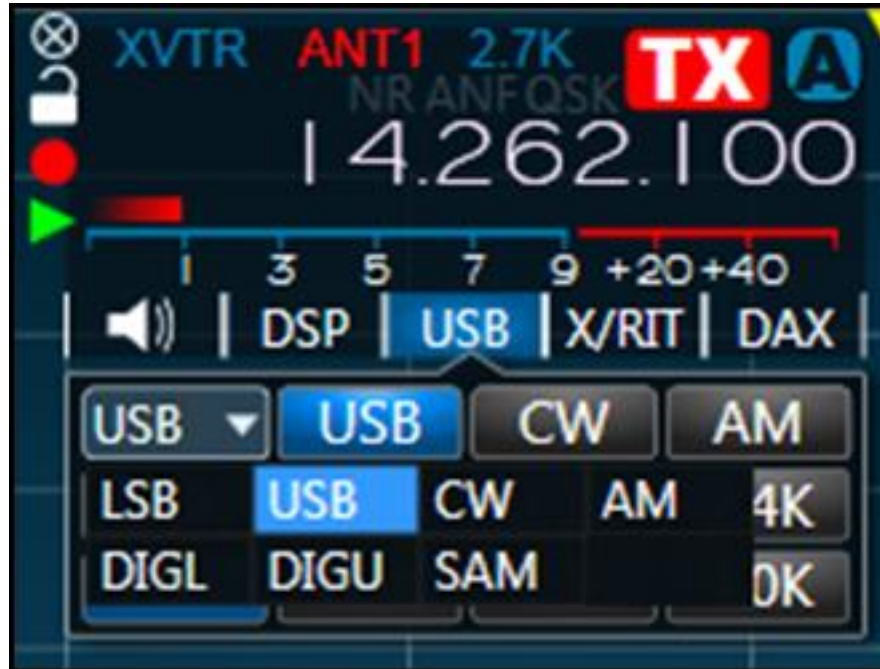 XVTR ANT1 2.7K TX A
NR ANF QSK
14.262.100
1 3 5 7 9 +20 +40
DSP USB X/RIT DAX
USB USB CW AM
LSB USB CW AM 4K
DIGL DIGU SAM 0K